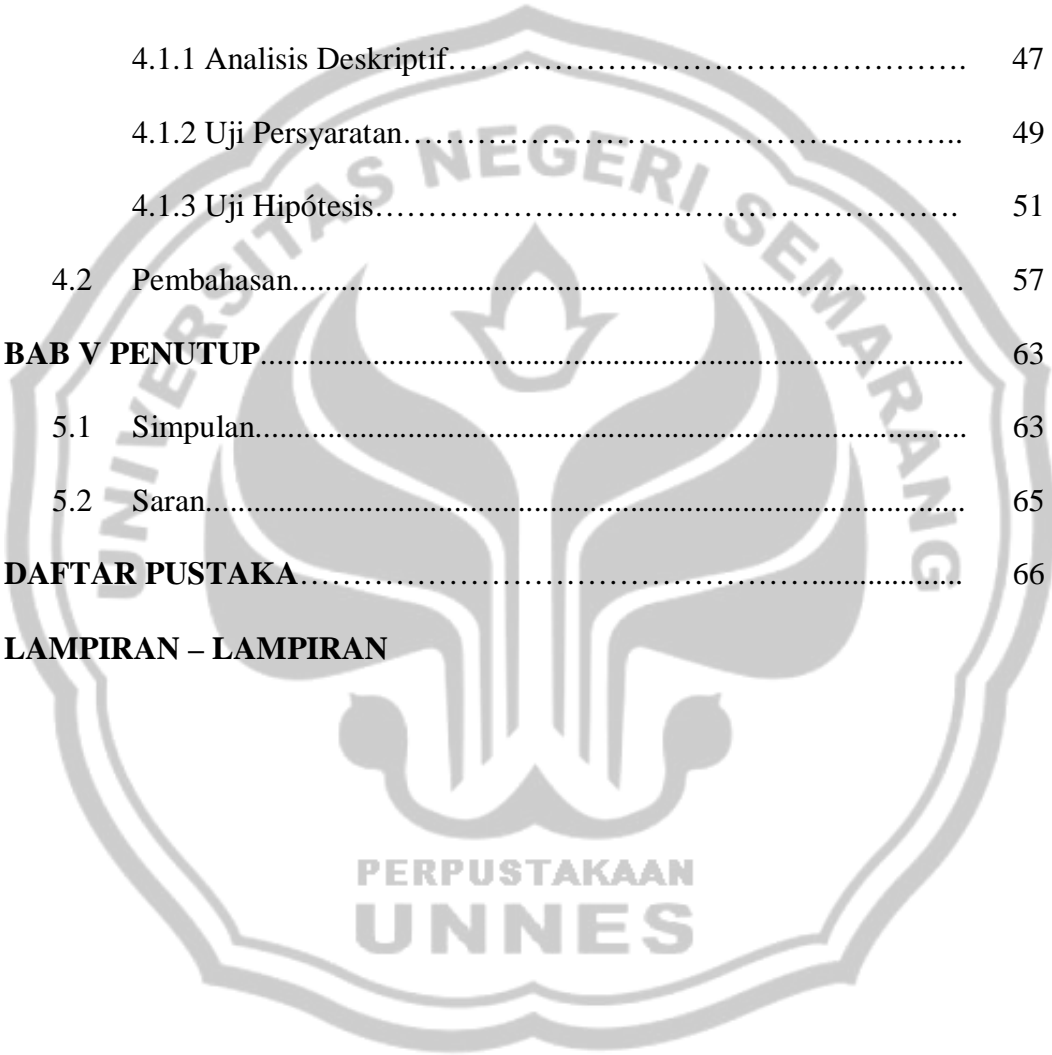 4.1.1 Analisis Deskriptif……………………………………………. 47
4.1.2 Uji Persyaratan……………………………………………….. 49
4.1.3 Uji Hipótesis…………………………………………………. 51
4.2 Pembahasan.................................................................................. 57
BAB V PENUTUP...................................................................................... 63
5.1 Simpulan....................................................................................... 63
5.2 Saran............................................................................................. 65
DAFTAR PUSTAKA……………………………………………................. 66
LAMPIRAN – LAMPIRAN
UNIVERSITAS NEGERI SEMARANG
PERPUSTAKAAN
UNNES